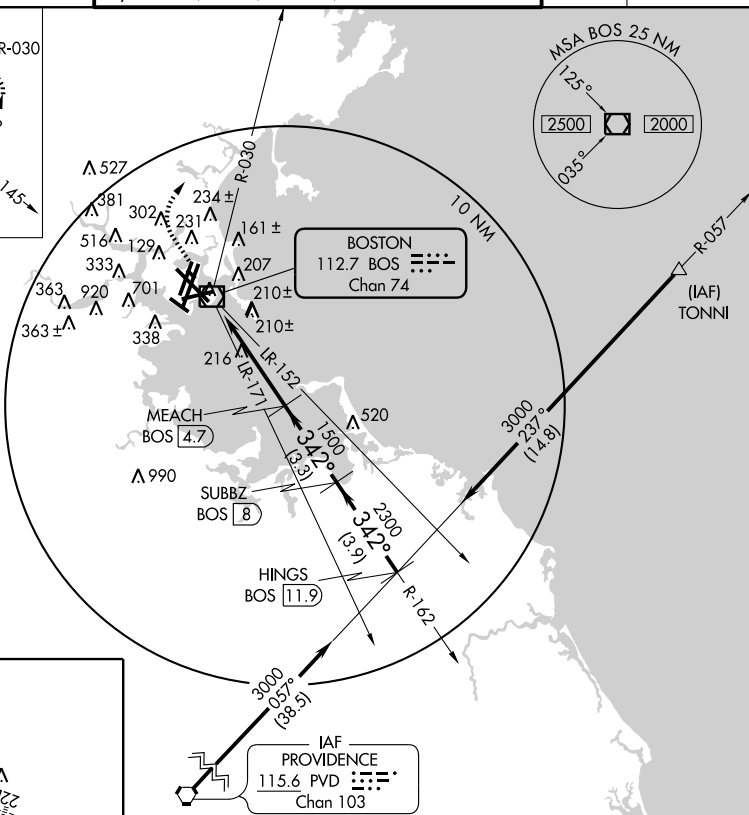 R-030
145
MSA BOS 25 NM
125°
2500
2000
035°
R-030
10 NM
527
381
302
234 ±
231
161 ±
516
129
333
207
363
920
701
210±
363 ±
338
210±
216
BOSTON
112.7 BOS
Chan 74
R-057
(IAF)
TONNI
LR-152
LR-171
MEACH
BOS 4.7
520
3000
237°
(14.8)
1500
342°
(3.3)
990
SUBBZ
BOS 8
2300
342°
(3.9)
HINGS
BOS 11.9
R-162
3000
057°
(38.5)
IAF
PROVIDENCE
115.6 PVD
Chan 103